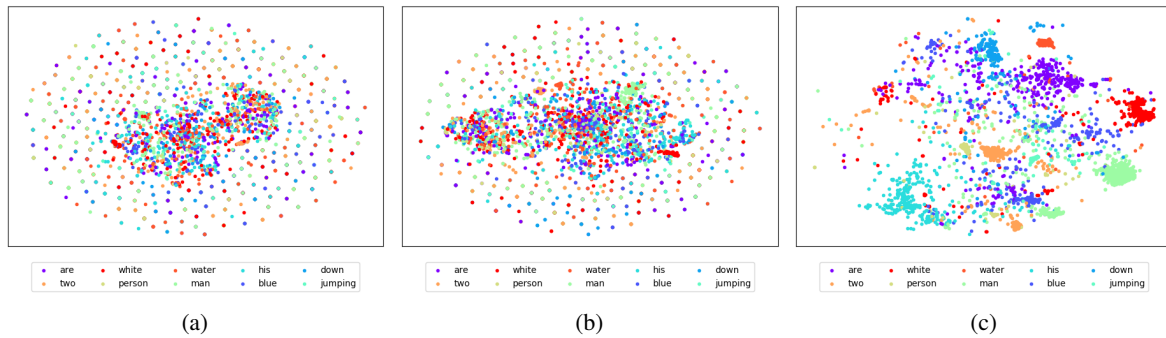 are white water his down
two person man blue jumping
are white water his down
two person man blue jumping
are white water his down
two person man blue jumping
(a) (b) (c)